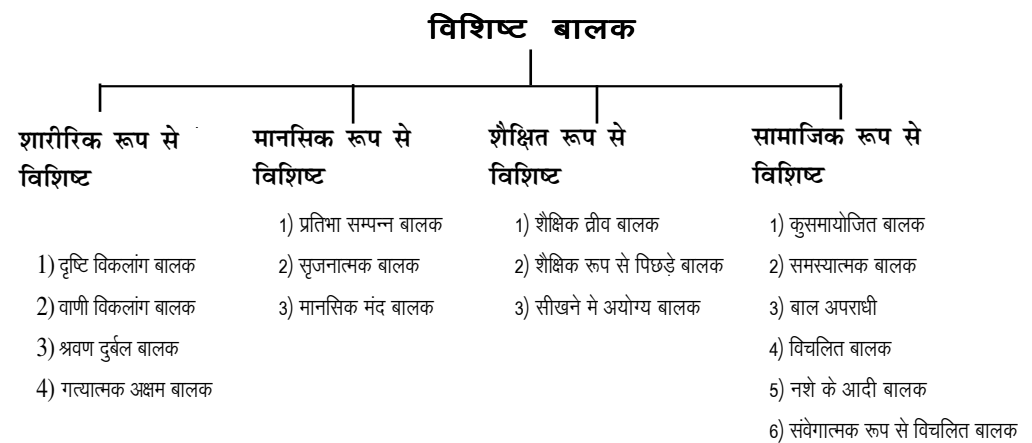 विशिष्ट बालक
शारीरिक रूप से
विशिष्ट
1) दृष्टि विकलांग बालक
2) वाणी विकलांग बालक
3) श्रवण दुर्बल बालक
4) गत्यात्मक अक्षम बालक
मानसिक रूप से
विशिष्ट
1) प्रतिभा सम्पन्न बालक
2) सृजनात्मक बालक
3) मानसिक मंद बालक
शैक्षित रूप से
विशिष्ट
1) शैक्षिक व्रीव बालक
2) शैक्षिक रूप से पिछड़े बालक
3) सीखने मे अयोग्य बालक
सामाजिक रूप से
विशिष्ट
1) कुसमायोजित बालक
2) समस्यात्मक बालक
3) बाल अपराधी
4) विचलित बालक
5) नशे के आदी बालक
6) संवेगात्मक रूप से विचलित बालक